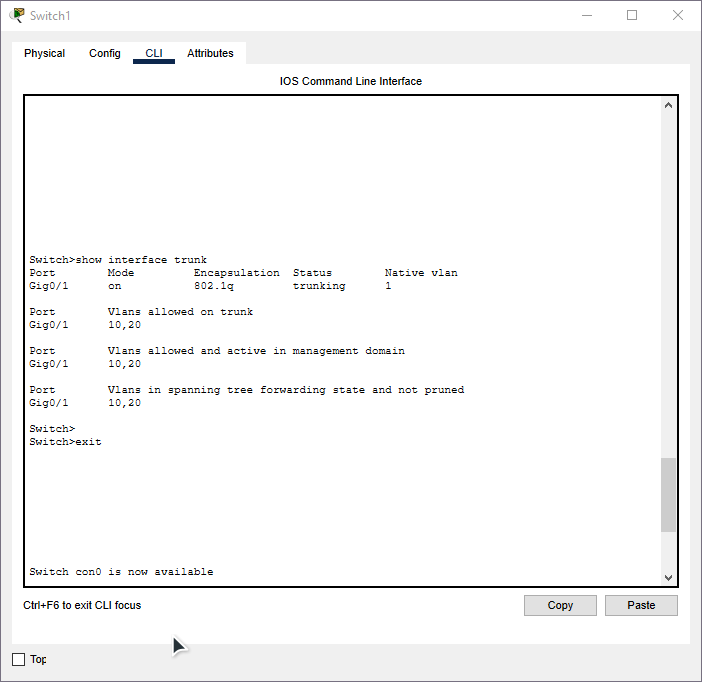 Switch1
Physical Config CLI Attributes
IOS Command Line Interface
Switch>show interface trunk
Port Mode Encapsulation Status Native vlan
Gig0/1 on 802.1q trunking 1
Port Vlans allowed on trunk
Gig0/1 10,20
Port Vlans allowed and active in management domain
Gig0/1 10,20
Port Vlans in spanning tree forwarding state and not pruned
Gig0/1 10,20
Switch>
Switch>exit
Switch con0 is now available
Ctrl+F6 to exit CLI focus
Copy Paste
Top